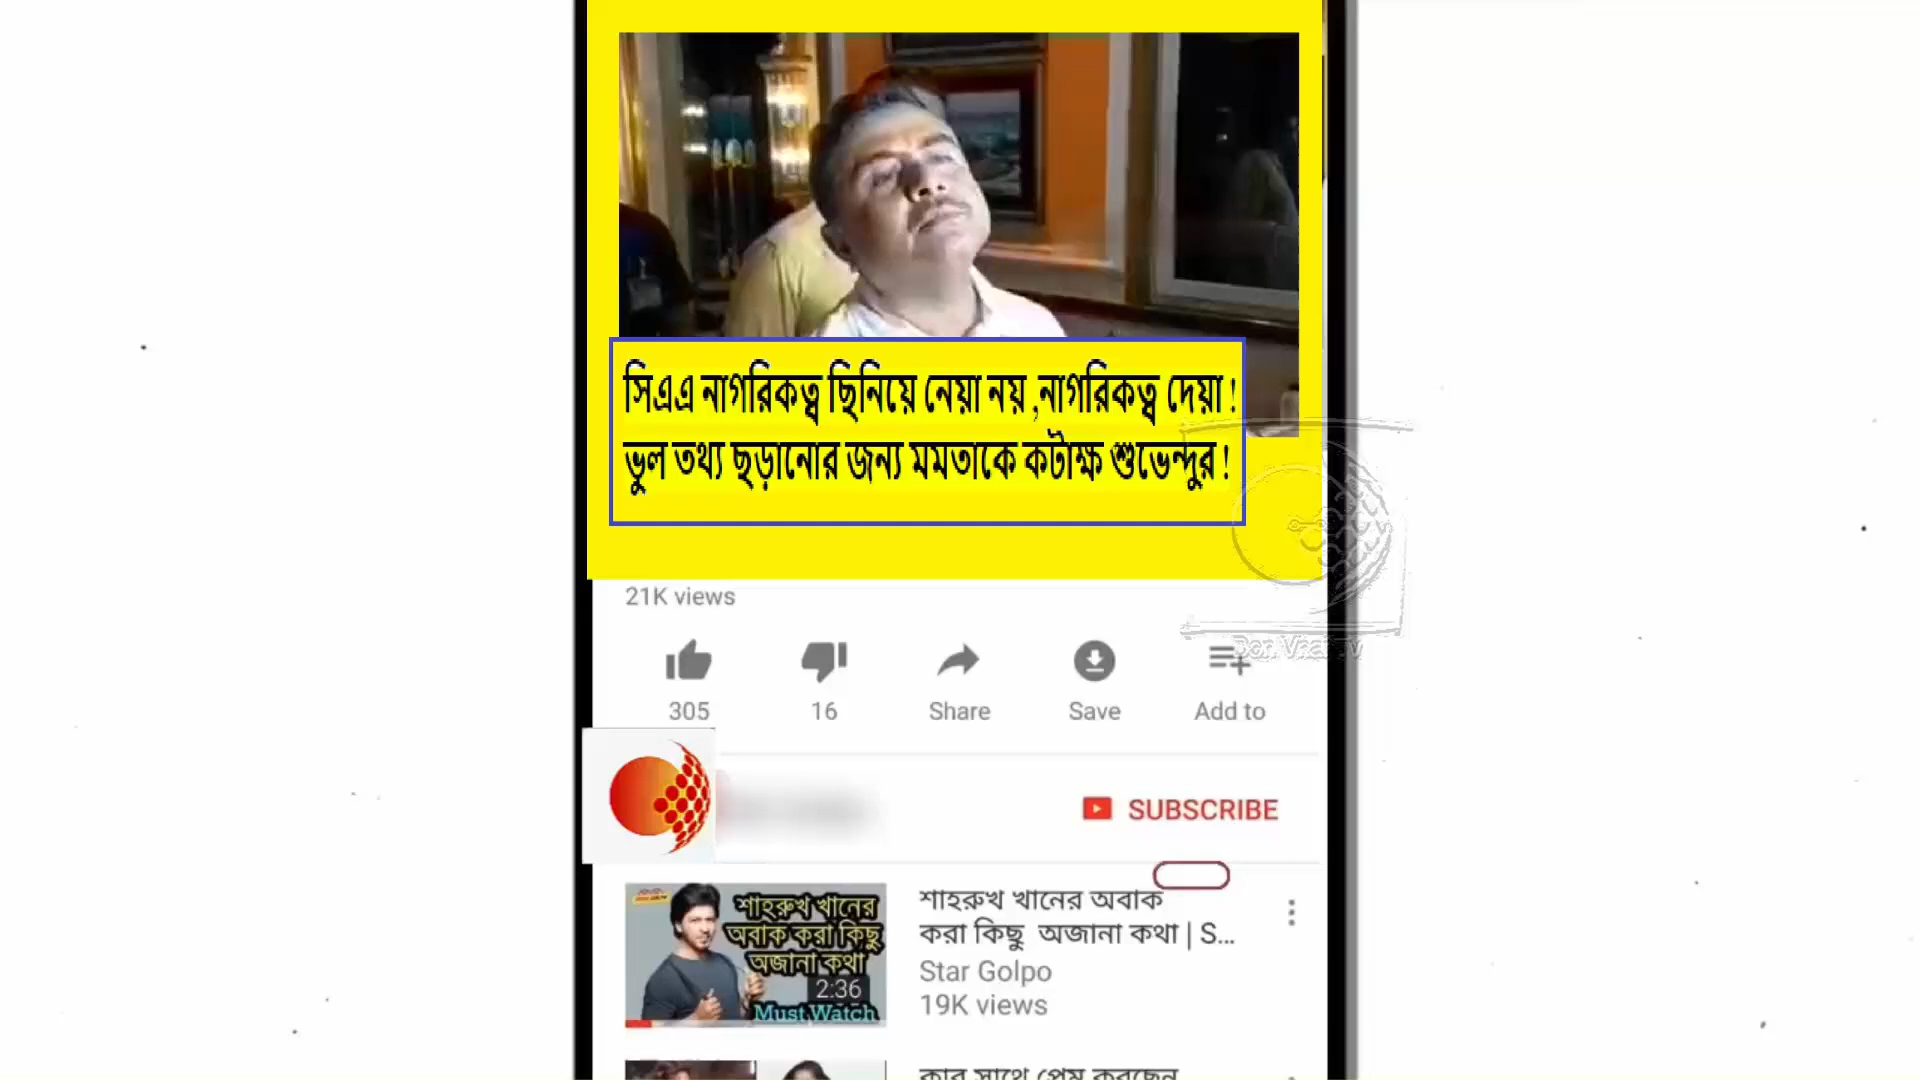 সিএএ নাগরিকত্ব ছিনিয়ে নেয়া নয় ,নাগরিকত্ব দেয়া !
ভুল তথ্য ছড়ানোর জন্য মমতাকে কটাক্ষ শুভেন্দুর !
21K views
305
16
Share
Save
Add to
SUBSCRIBE
শাহরুখ খানের
অবাক করা কিছু
অজানা কথা
2:36
Must Watch
শাহরুখ খানের অবাক
করা কিছু অজানা কথা | S...
Star Golpo
19K views
কার সাথে প্রেম করছেন